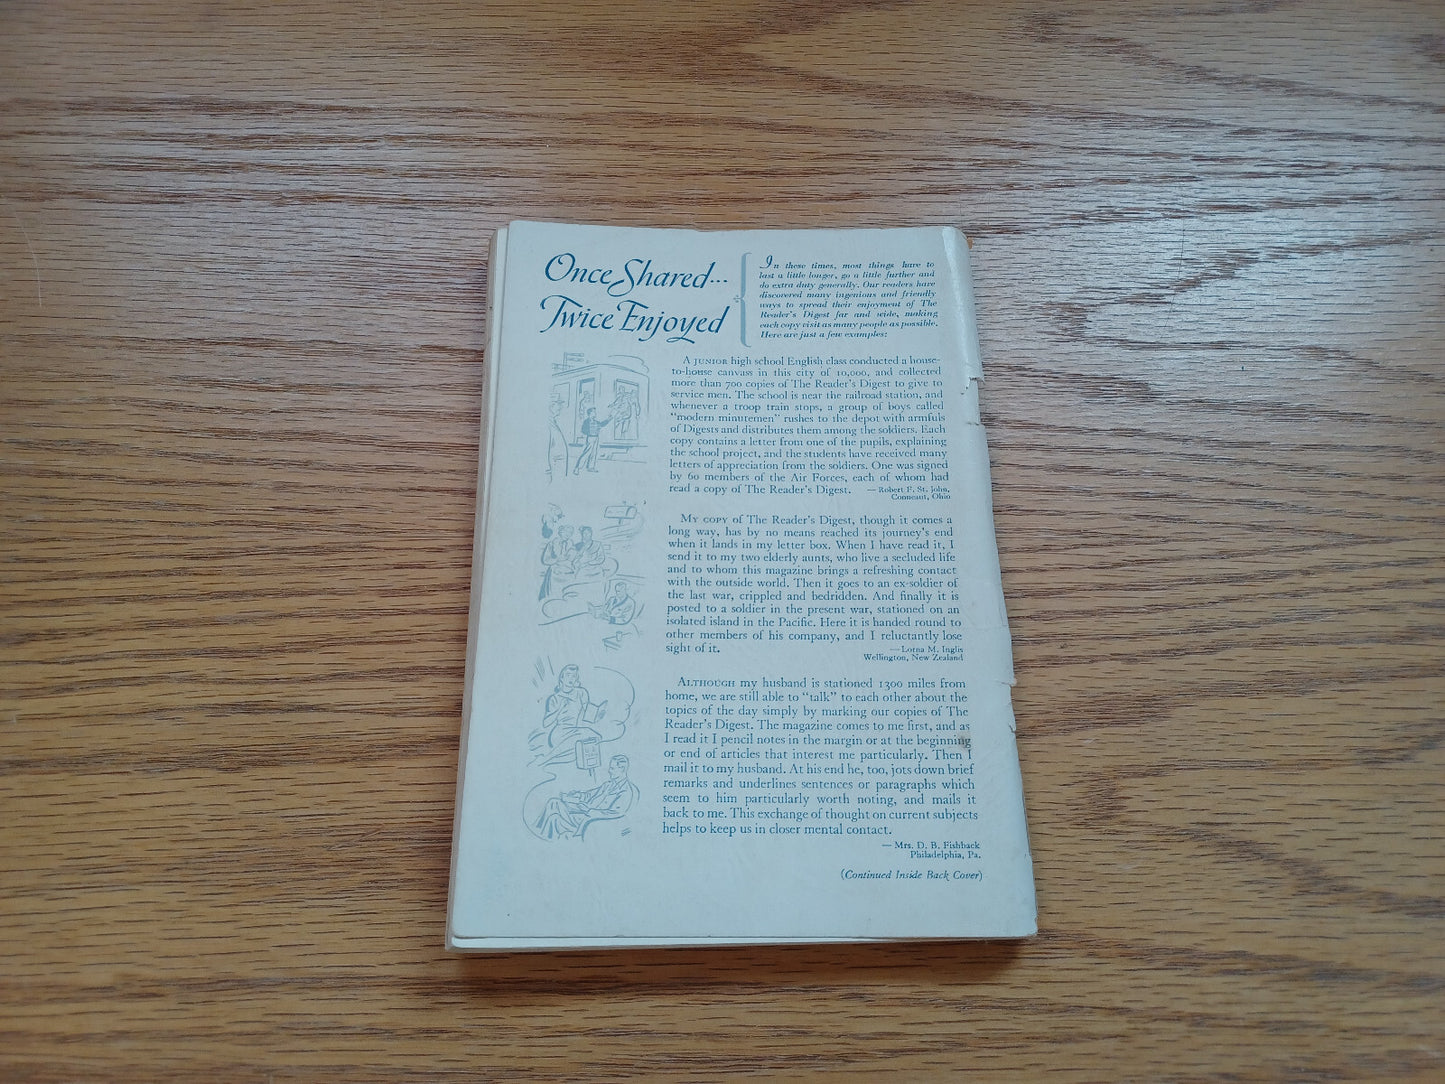 Once Shared...
Twice Enjoyed
In these times, most things have to
last a little longer, go a little further and
do extra duty generally. Our readers have
discovered many ingenious and friendly
ways to spread their enjoyment of The
Reader's Digest far and wide, making
each copy visit as many people as possible.
Here are just a few examples:
A JUNIOR high school English class conducted a house-
to-house canvass in this city of 10,000, and collected
more than 700 copies of The Reader's Digest to give to
service men. The school is near the railroad station, and
whenever a troop train stops, a group of boys called
"modern minutemen" rushes to the depot with armfuls
of Digests and distributes them among the soldiers. Each
copy contains a letter from one of the pupils, explaining
the school project, and the students have received many
letters of appreciation from the soldiers. One was signed
by 60 members of the Air Forces, each of whom had
read a copy of The Reader's Digest. — Robert F. St. John,
Conneaut, Ohio
MY COPY of The Reader's Digest, though it comes a
long way, has by no means reached its journey's end
when it lands in my letter box. When I have read it, I
send it to my two elderly aunts, who live a secluded life
and to whom this magazine brings a refreshing contact
with the outside world. Then it goes to an ex-soldier of
the last war, crippled and bedridden. And finally it is
posted to a soldier in the present war, stationed on an
isolated island in the Pacific. Here it is handed round to
other members of his company, and I reluctantly lose
sight of it. —Lorna M. Inglis
Wellington, New Zealand
ALTHOUGH my husband is stationed 1300 miles from
home, we are still able to "talk" to each other about the
topics of the day simply by marking our copies of The
Reader's Digest. The magazine comes to me first, and as
I read it I pencil notes in the margin or at the beginning
or end of articles that interest me particularly. Then I
mail it to my husband. At his end he, too, jots down brief
remarks and underlines sentences or paragraphs which
seem to him particularly worth noting, and mails it
back to me. This exchange of thought on current subjects
helps to keep us in closer mental contact.
— Mrs. D. B. Fishback
Philadelphia, Pa.
(Continued Inside Back Cover)